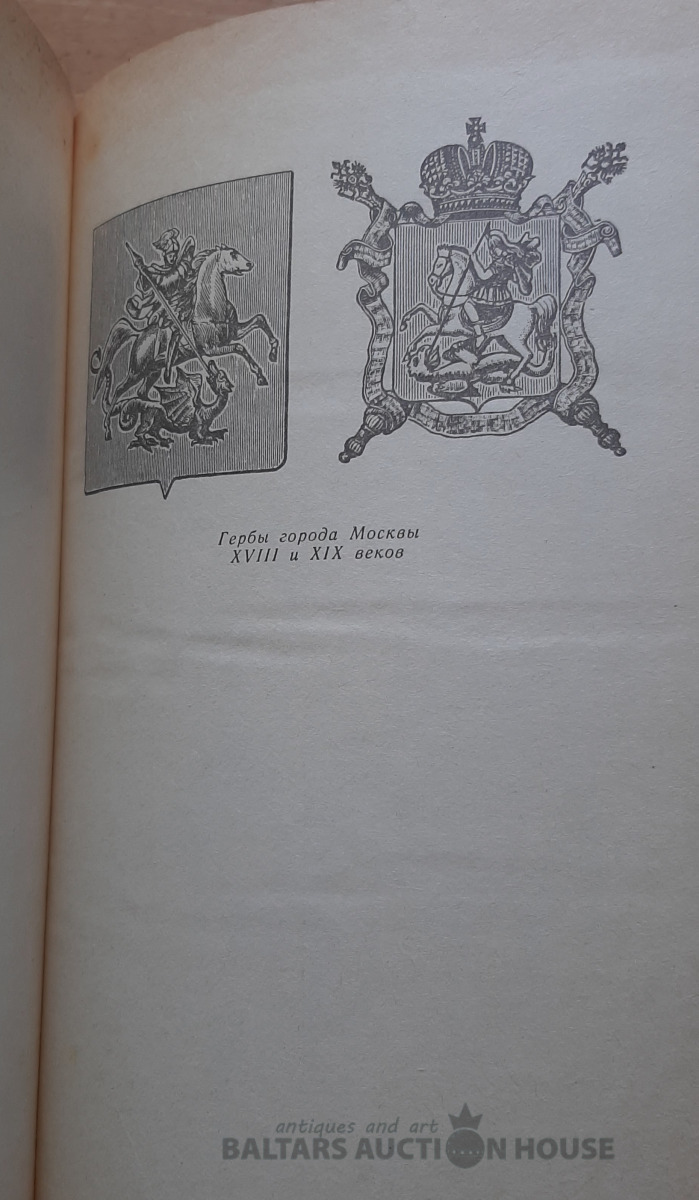 Гербы города Москвы
XVIII и XIX веков
antiques and art
BALTARS AUCTION HOUSE